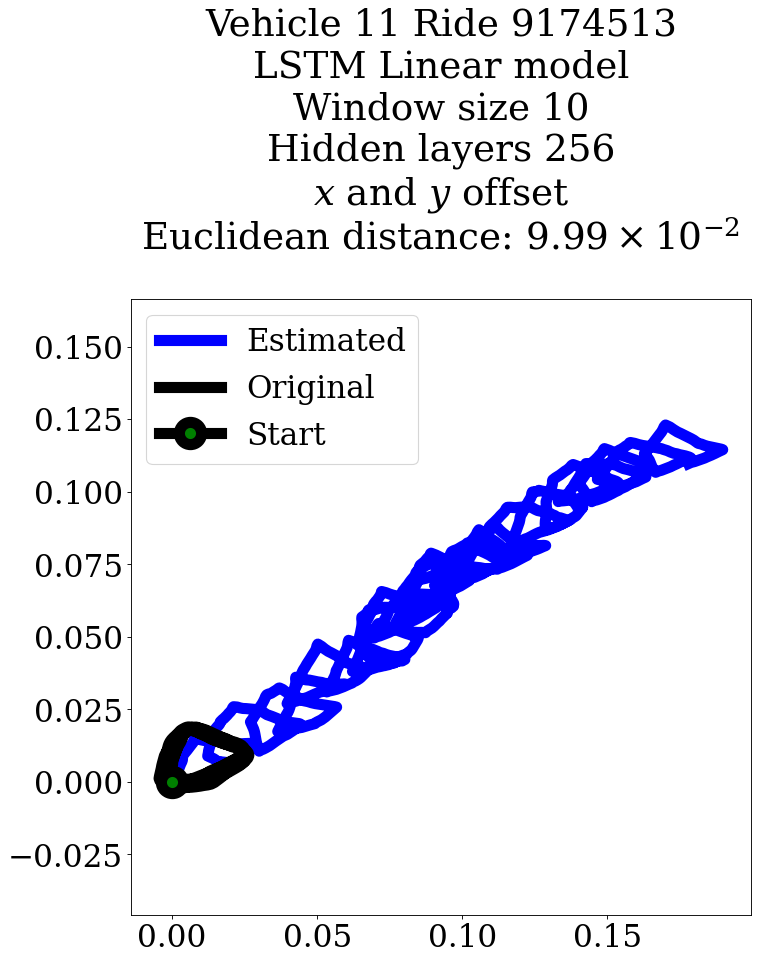 Vehicle 11 Ride 9174513
LSTM Linear model
Window size 10
Hidden layers 256
x and y offset
Euclidean distance: 9.99 × 10⁻²
Estimated
Original
Start
0.150
0.125
0.100
0.075
0.050
0.025
0.000
−0.025
0.00 0.05 0.10 0.15